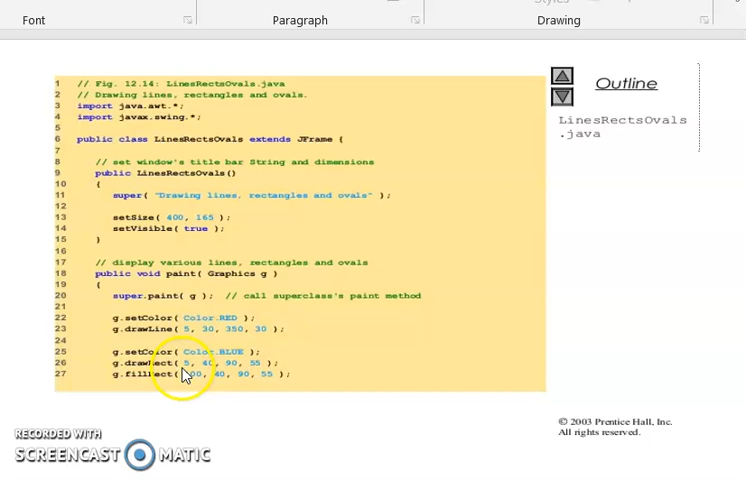 Styles
Font
Paragraph
Drawing
1 // Fig. 12.14: LinesRectsOvals.java
2 // Drawing lines, rectangles and ovals.
3 import java.awt.*;
4 import javax.swing.*;
5
6 public class LinesRectsOvals extends JFrame {
7
8 // set window's title bar String and dimensions
9 public LinesRectsOvals()
10 {
11 super( "Drawing lines, rectangles and ovals" );
12
13 setSize( 400, 165 );
14 setVisible( true );
15 }
16
17 // display various lines, rectangles and ovals
18 public void paint( Graphics g )
19 {
20 super.paint( g ); // call superclass's paint method
21
22 g.setColor( Color.RED );
23 g.drawLine( 5, 30, 350, 30 );
24
25 g.setColor( Color.BLUE );
26 g.drawRect( 5, 40, 90, 55 );
27 g.fillRect( 40, 90, 55 );
Outline
LinesRectsOvals
.java
© 2003 Prentice Hall, Inc.
All rights reserved.
RECORDED WITH
SCREENCAST MATIC